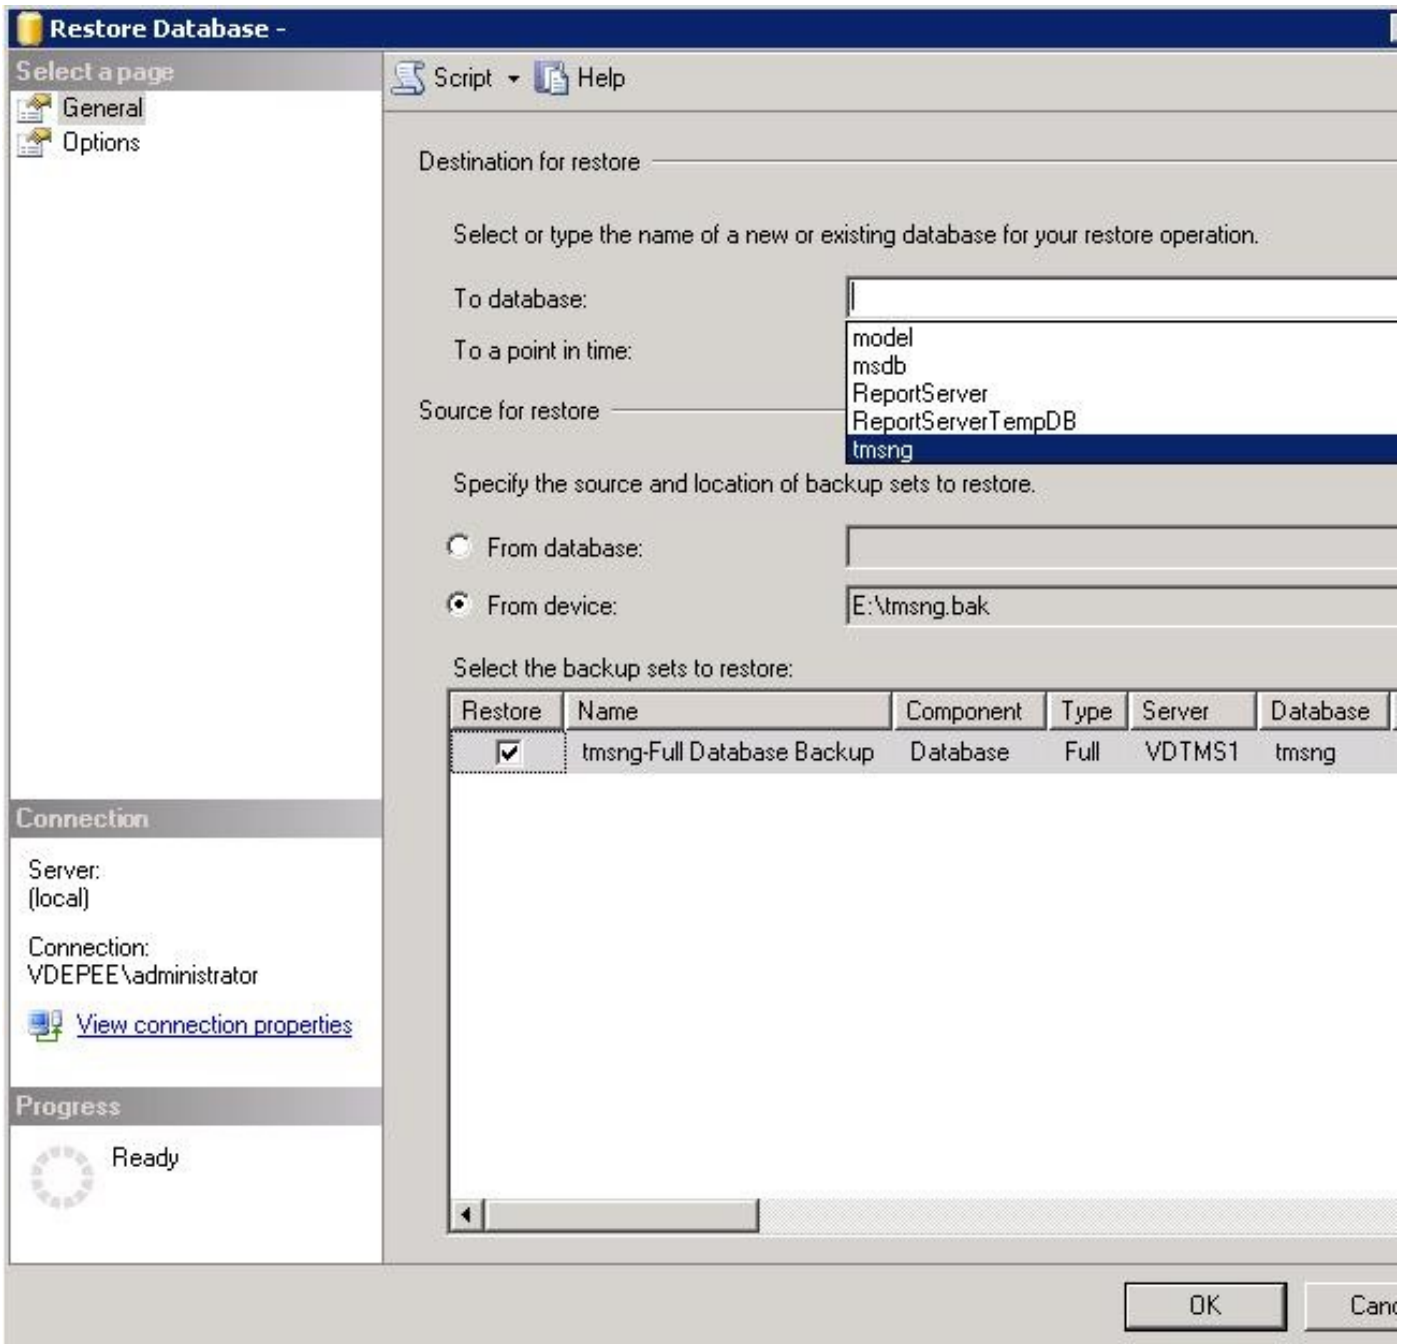 Restore Database -
Select a page
General
Options
Script Help
Destination for restore
Select or type the name of a new or existing database for your restore operation.
To database:
To a point in time:
model
msdb
ReportServer
ReportServerTempDB
tmsng
Source for restore
Specify the source and location of backup sets to restore.
From database:
From device: E:\tmsng.bak
Select the backup sets to restore:
Restore Name Component Type Server Database
tmsng-Full Database Backup Database Full VDTMS1 tmsng
Connection
Server:
(local)
Connection:
VDEPEE\administrator
View connection properties
Progress
Ready
OK Canc